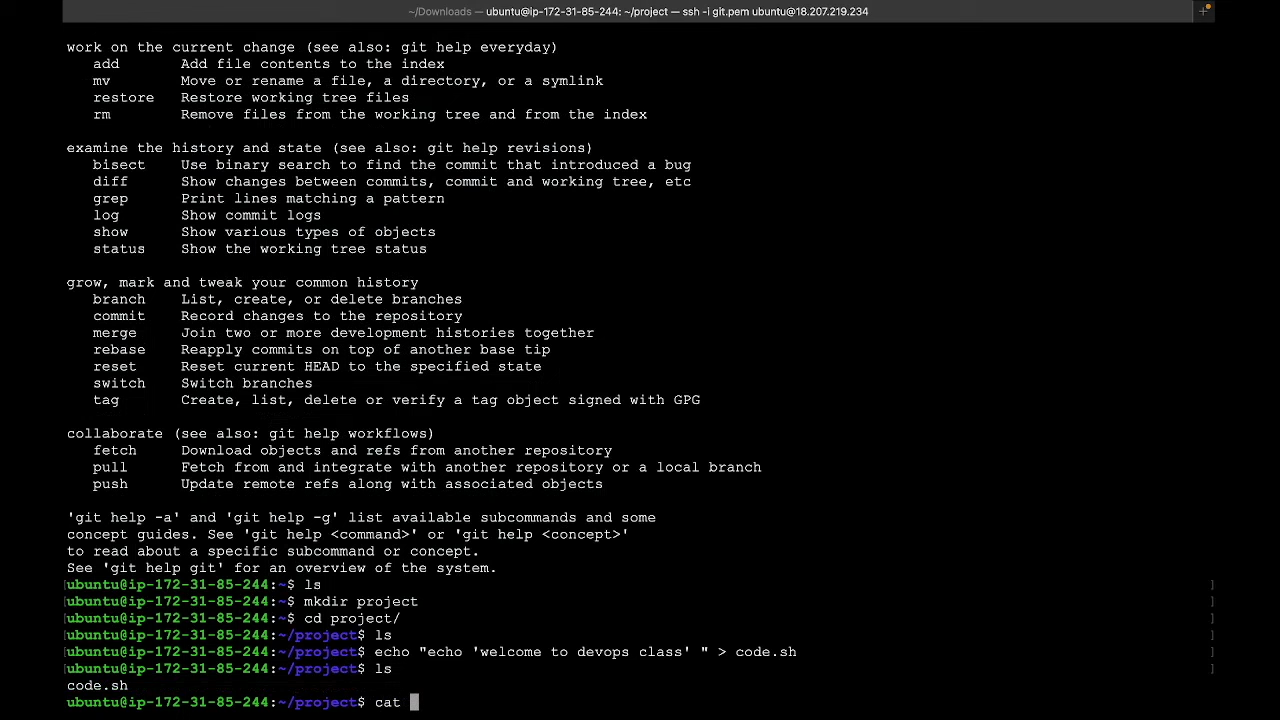 ~/Downloads — ubuntu@ip-172-31-85-244: ~/project — ssh -i git.pem ubuntu@18.207.219.234
work on the current change (see also: git help everyday)
add Add file contents to the index
mv Move or rename a file, a directory, or a symlink
restore Restore working tree files
rm Remove files from the working tree and from the index
examine the history and state (see also: git help revisions)
bisect Use binary search to find the commit that introduced a bug
diff Show changes between commits, commit and working tree, etc
grep Print lines matching a pattern
log Show commit logs
show Show various types of objects
status Show the working tree status
grow, mark and tweak your common history
branch List, create, or delete branches
commit Record changes to the repository
merge Join two or more development histories together
rebase Reapply commits on top of another base tip
reset Reset current HEAD to the specified state
switch Switch branches
tag Create, list, delete or verify a tag object signed with GPG
collaborate (see also: git help workflows)
fetch Download objects and refs from another repository
pull Fetch from and integrate with another repository or a local branch
push Update remote refs along with associated objects
'git help -a' and 'git help -g' list available subcommands and some
concept guides. See 'git help <command>' or 'git help <concept>'
to read about a specific subcommand or concept.
See 'git help git' for an overview of the system.
[ubuntu@ip-172-31-85-244:~$ ls ]
[ubuntu@ip-172-31-85-244:~$ mkdir project ]
[ubuntu@ip-172-31-85-244:~$ cd project/ ]
[ubuntu@ip-172-31-85-244:~/project$ ls ]
[ubuntu@ip-172-31-85-244:~/project$ echo "echo 'welcome to devops class' " > code.sh ]
[ubuntu@ip-172-31-85-244:~/project$ ls ]
code.sh
ubuntu@ip-172-31-85-244:~/project$ cat